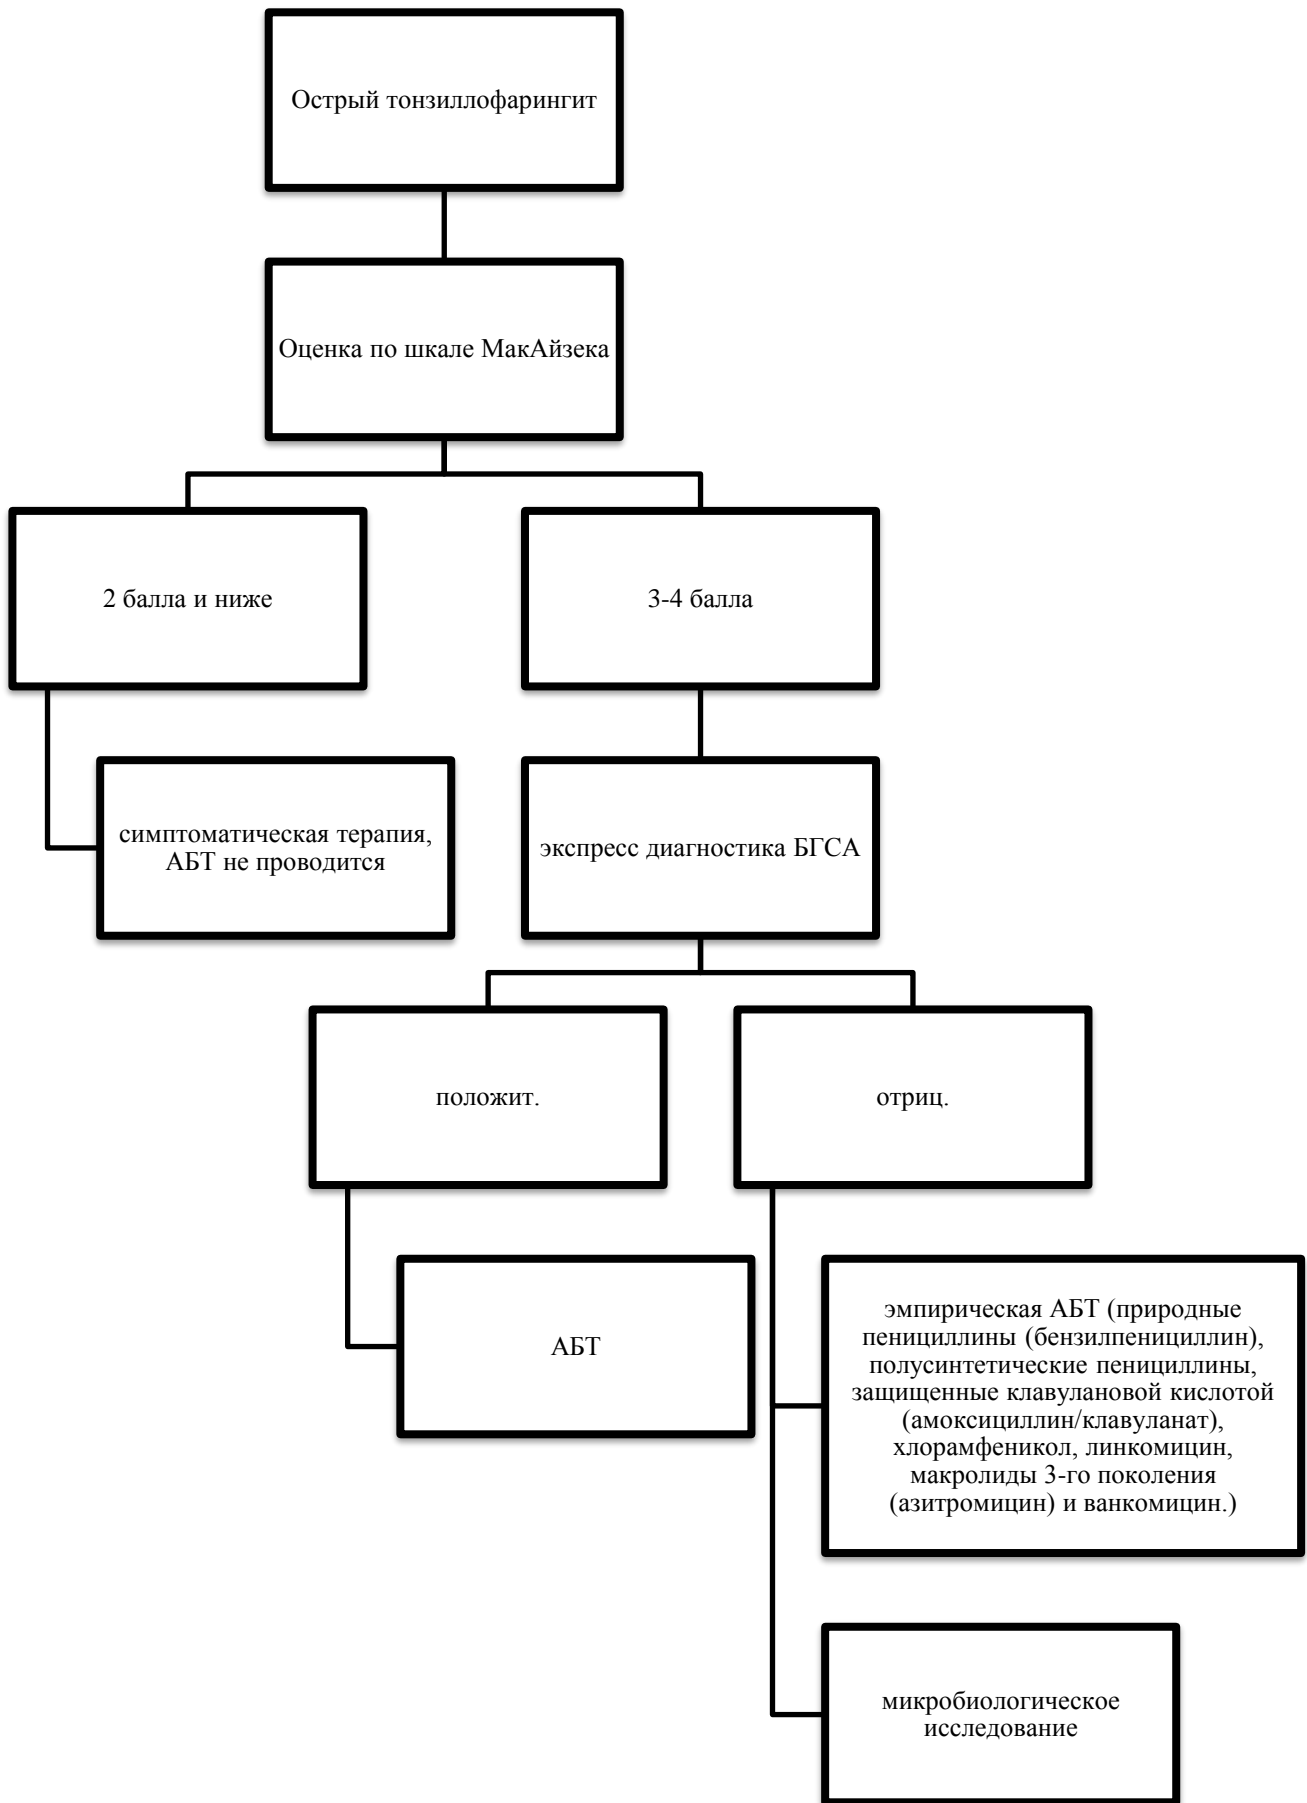 Острый тонзиллофарингит
Оценка по шкале МакАйзека
2 балла и ниже
3-4 балла
симптоматическая терапия,
АБТ не проводится
экспресс диагностика БГСА
положит.
отриц.
АБТ
эмпирическая АБТ (природные
пенициллины (бензилпенициллин),
полусинтетические пенициллины,
защищенные клавулановой кислотой
(амоксициллин/клавуланат),
хлорамфеникол, линкомицин,
макролиды 3-го поколения
(азитромицин) и ванкомицин.)
микробиологическое
исследование